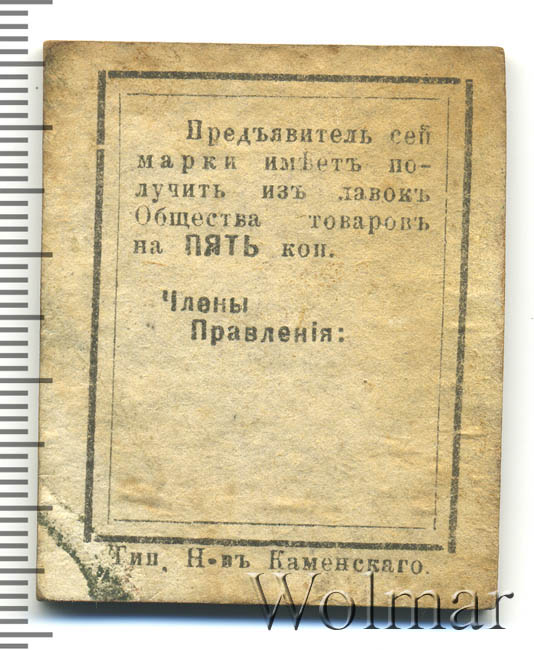 Предъявитель сей
марки имѣетъ по-
лучить изъ лавокъ
Общества товаровъ
на ПЯТЬ коп.
Члены
Правленія:
Тип. Н-въ Каменскаго.
Wolmar